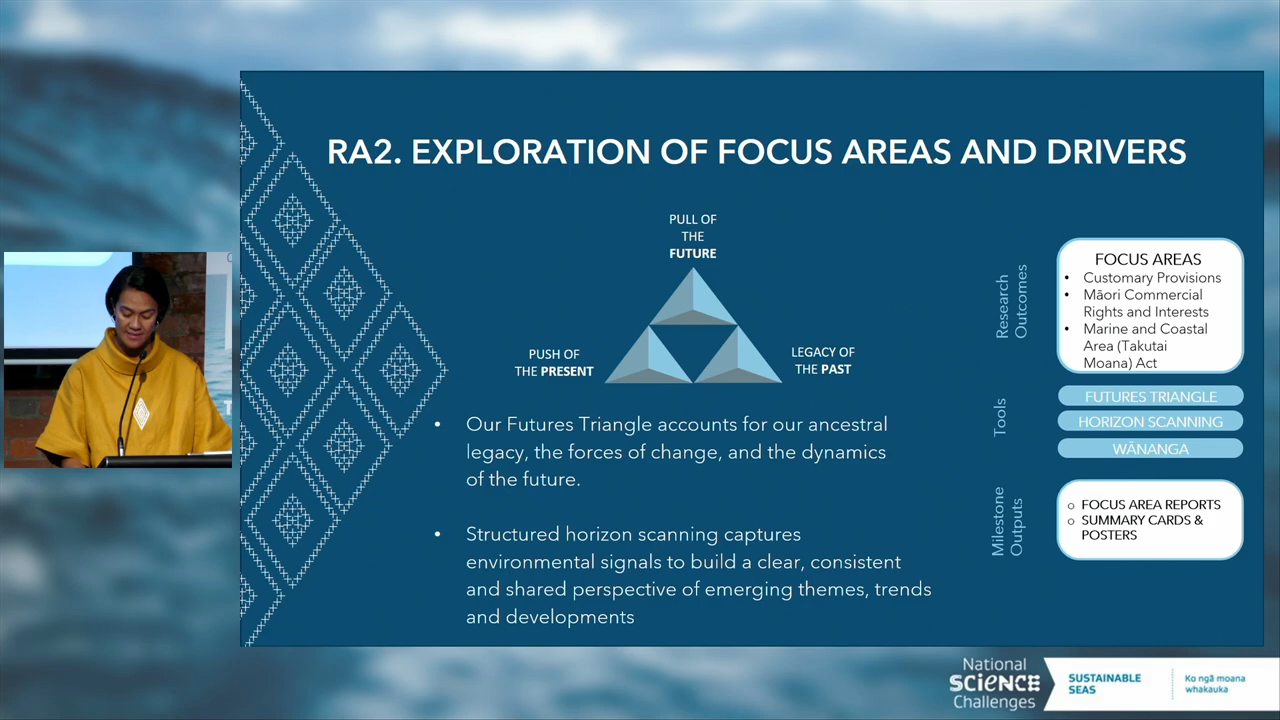 RA2. EXPLORATION OF FOCUS AREAS AND DRIVERS
PULL OF
THE
FUTURE
PUSH OF
THE PRESENT
LEGACY OF
THE PAST
• Our Futures Triangle accounts for our ancestral
legacy, the forces of change, and the dynamics
of the future.
• Structured horizon scanning captures
environmental signals to build a clear, consistent
and shared perspective of emerging themes, trends
and developments
Research
Outcomes
FOCUS AREAS
• Customary Provisions
• Māori Commercial
Rights and Interests
• Marine and Coastal
Area (Takutai
Moana) Act
Tools
FUTURES TRIANGLE
HORIZON SCANNING
WĀNANGA
Milestone
Outputs
o FOCUS AREA REPORTS
o SUMMARY CARDS &
POSTERS
National
SCIENCE
Challenges
SUSTAINABLE
SEAS
Ko ngā moana
whakauka